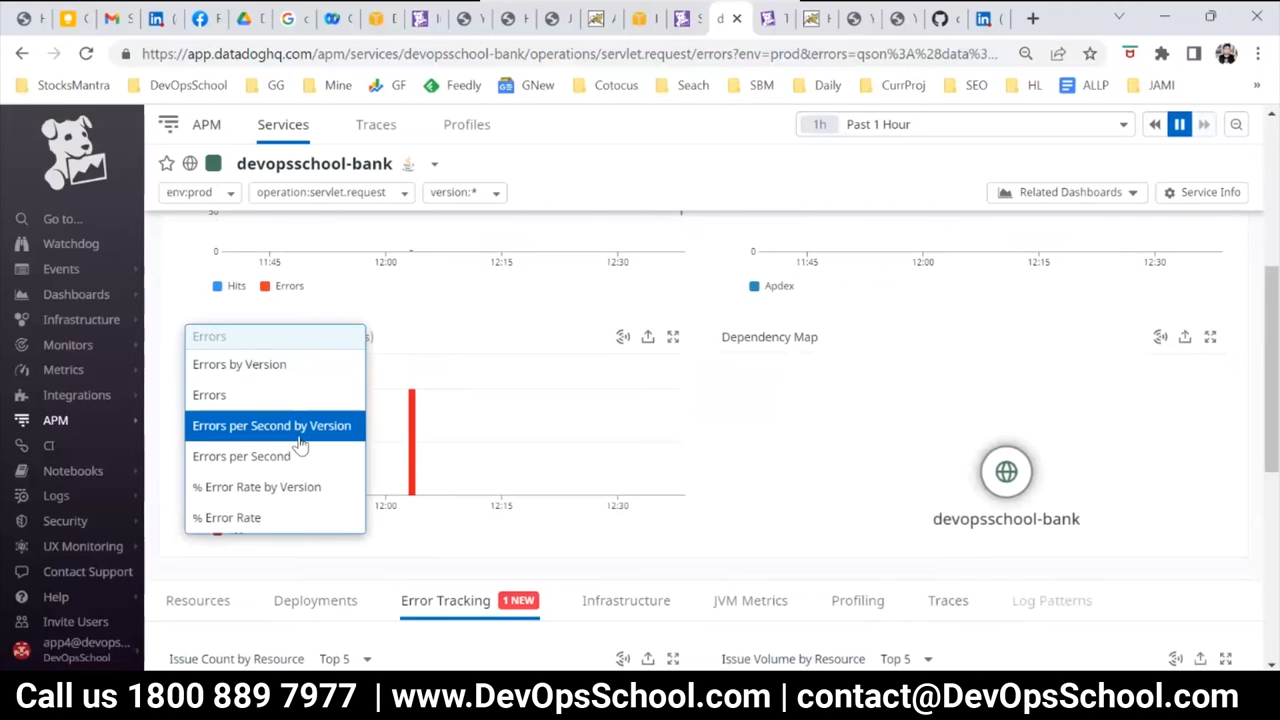 https://app.datadoghq.com/apm/services/devopsschool-bank/operations/servlet.request/errors?env=prod&errors=qson%3A%28data%3...
StocksMantra
DevOpsSchool
GG
Mine
GF
Feedly
GNew
Cotocus
Seach
SBM
Daily
CurrProj
SEO
HL
ALLP
JAMI
»
APM
Services
Traces
Profiles
1h Past 1 Hour
devopsschool-bank
env:prod
operation:servlet.request
version:*
Related Dashboards
Service Info
Go to...
Watchdog
Events
Dashboards
Infrastructure
Monitors
Metrics
Integrations
APM
CI
Notebooks
Logs
Security
UX Monitoring
Contact Support
Help
Invite Users
app4@devops...
DevOpsSchool
50
0
11:45 12:00 12:15 12:30
Hits Errors
0
11:45 12:00 12:15 12:30
Apdex
Errors
Errors by Version
Errors
Errors per Second by Version
Errors per Second
% Error Rate by Version
% Error Rate
12:00 12:15 12:30
Dependency Map
devopsschool-bank
Resources
Deployments
Error Tracking 1 NEW
Infrastructure
JVM Metrics
Profiling
Traces
Log Patterns
Issue Count by Resource Top 5
Issue Volume by Resource Top 5
Call us 1800 889 7977 | www.DevOpsSchool.com | contact@DevOpsSchool.com